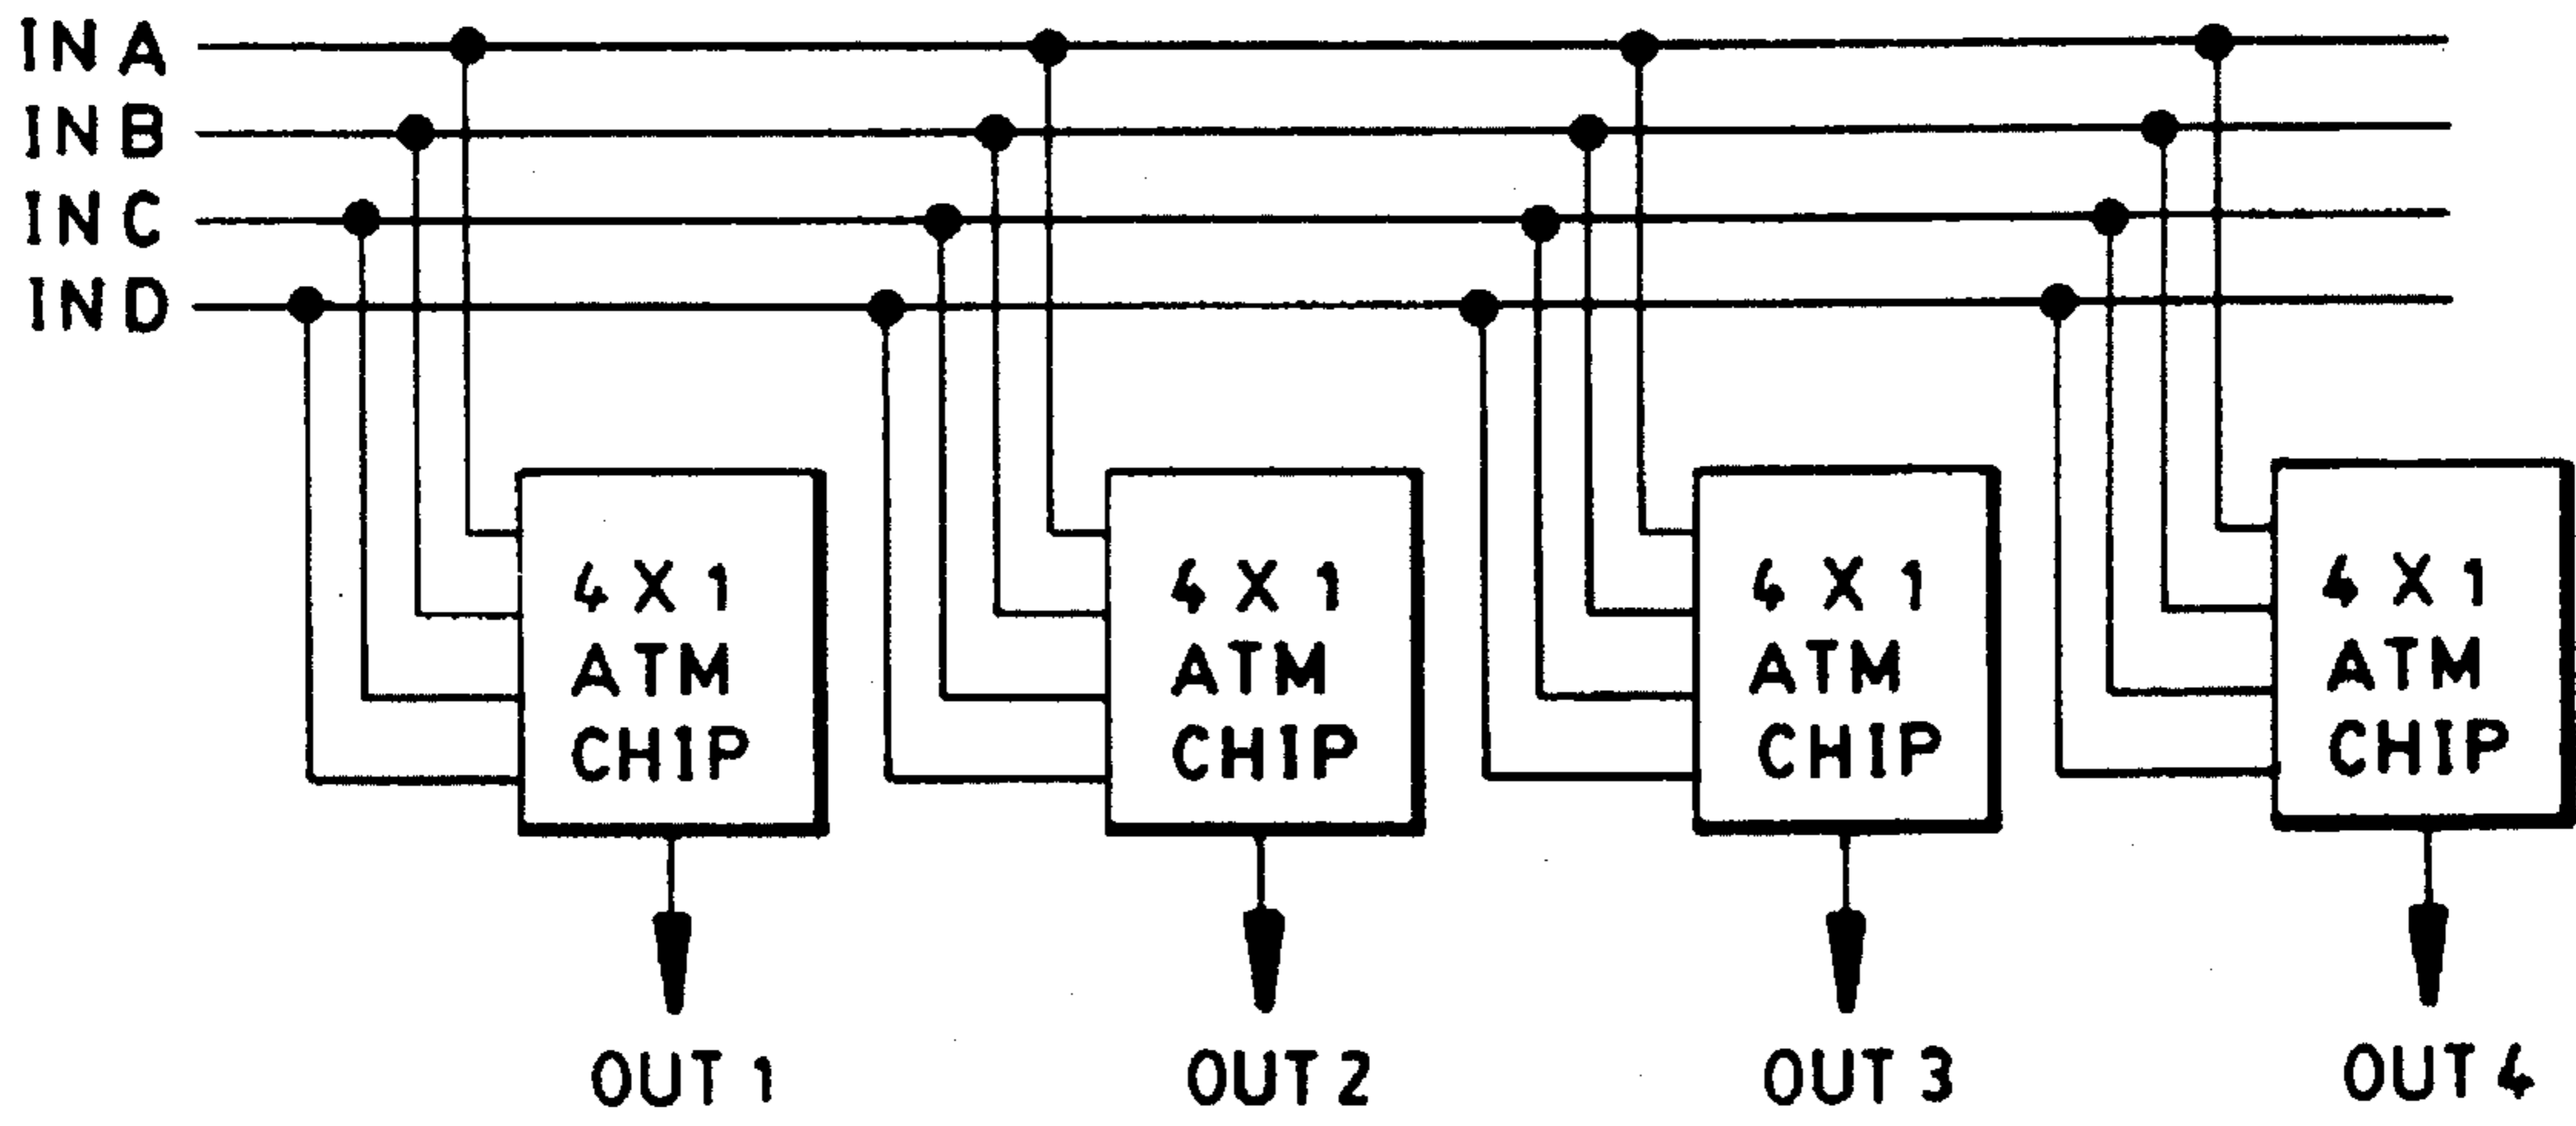 IN A
IN B
IN C
IN D
4 X 1
ATM
CHIP
4 X 1
ATM
CHIP
4 X 1
ATM
CHIP
4 X 1
ATM
CHIP
OUT 1
OUT 2
OUT 3
OUT 4